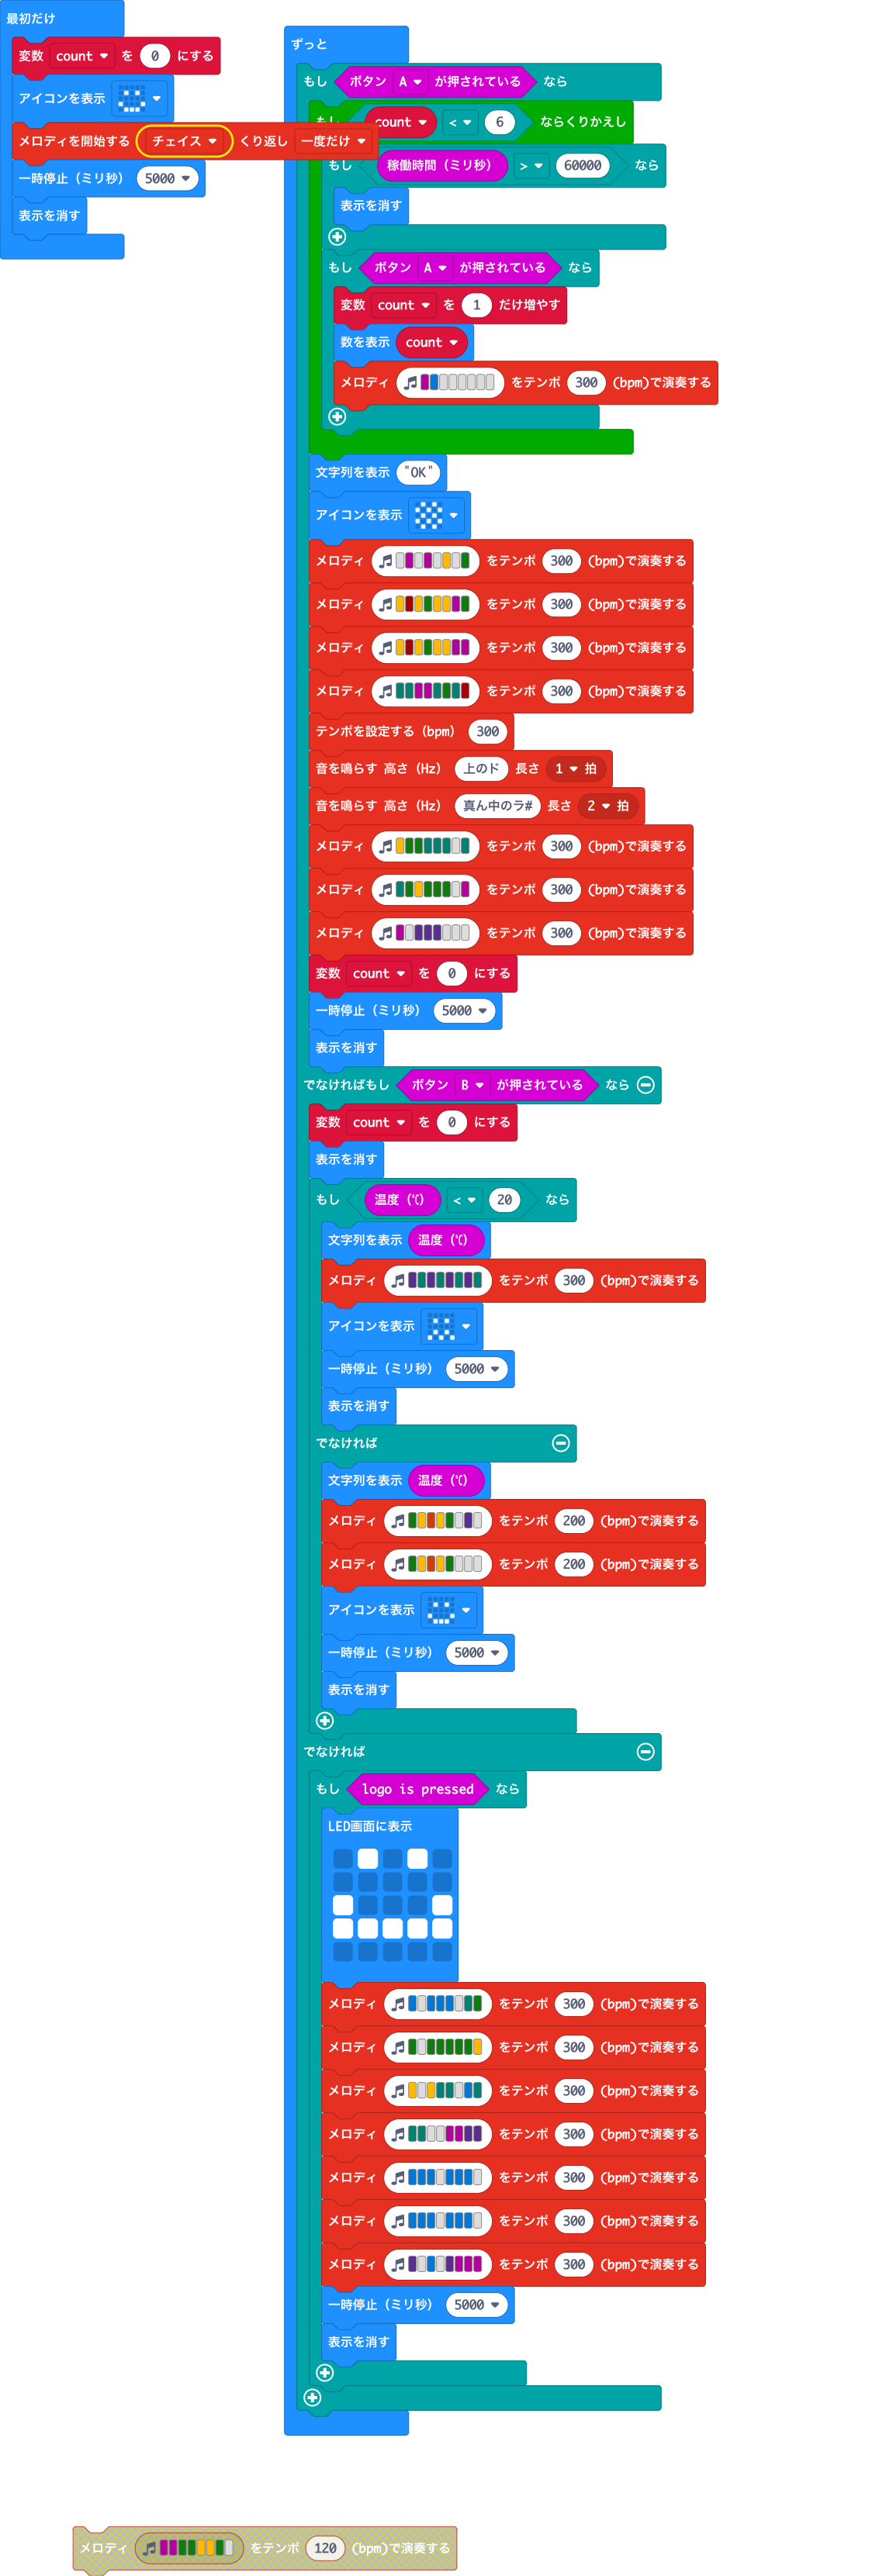 最初だけ
変数 count を 0 にする
アイコンを表示
メロディを開始する チェイス くり返し 一度だけ
一時停止（ミリ秒） 5000
表示を消す
ずっと
もし ボタン A が押されている なら
もし count < 6 ならくりかえし
もし 稼働時間（ミリ秒） > 60000 なら
表示を消す
もし ボタン A が押されている なら
変数 count を 1 だけ増やす
数を表示 count
メロディ をテンポ 300 (bpm)で演奏する
文字列を表示 "OK"
アイコンを表示
メロディ をテンポ 300 (bpm)で演奏する
メロディ をテンポ 300 (bpm)で演奏する
メロディ をテンポ 300 (bpm)で演奏する
メロディ をテンポ 300 (bpm)で演奏する
テンポを設定する（bpm） 300
音を鳴らす 高さ（Hz） 上のド 長さ 1 拍
音を鳴らす 高さ（Hz） 真ん中のラ# 長さ 2 拍
メロディ をテンポ 300 (bpm)で演奏する
メロディ をテンポ 300 (bpm)で演奏する
メロディ をテンポ 300 (bpm)で演奏する
変数 count を 0 にする
一時停止（ミリ秒） 5000
表示を消す
でなければもし ボタン B が押されている なら
変数 count を 0 にする
表示を消す
もし 温度（℃） < 20 なら
文字列を表示 温度（℃）
メロディ をテンポ 300 (bpm)で演奏する
アイコンを表示
一時停止（ミリ秒） 5000
表示を消す
でなければ
文字列を表示 温度（℃）
メロディ をテンポ 200 (bpm)で演奏する
メロディ をテンポ 200 (bpm)で演奏する
アイコンを表示
一時停止（ミリ秒） 5000
表示を消す
でなければ
もし logo is pressed なら
LED画面に表示
メロディ をテンポ 300 (bpm)で演奏する
メロディ をテンポ 300 (bpm)で演奏する
メロディ をテンポ 300 (bpm)で演奏する
メロディ をテンポ 300 (bpm)で演奏する
メロディ をテンポ 300 (bpm)で演奏する
メロディ をテンポ 300 (bpm)で演奏する
メロディ をテンポ 300 (bpm)で演奏する
一時停止（ミリ秒） 5000
表示を消す
メロディ をテンポ 120 (bpm)で演奏する